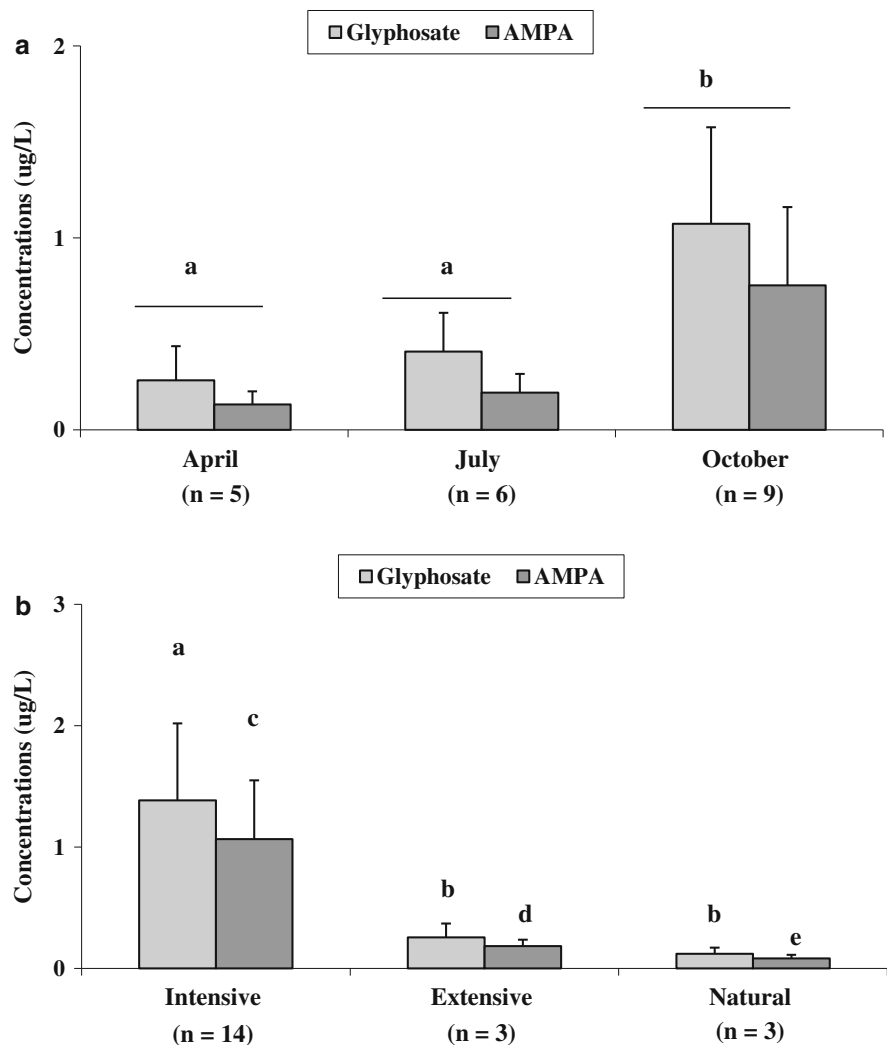 a
Glyphosate AMPA
2
1
0
Concentrations (ug/L)
a
a
b
April July October
(n = 5) (n = 6) (n = 9)
b
Glyphosate AMPA
3
2
1
0
Concentrations (ug/L)
a
c
b
d
b
e
Intensive Extensive Natural
(n = 14) (n = 3) (n = 3)